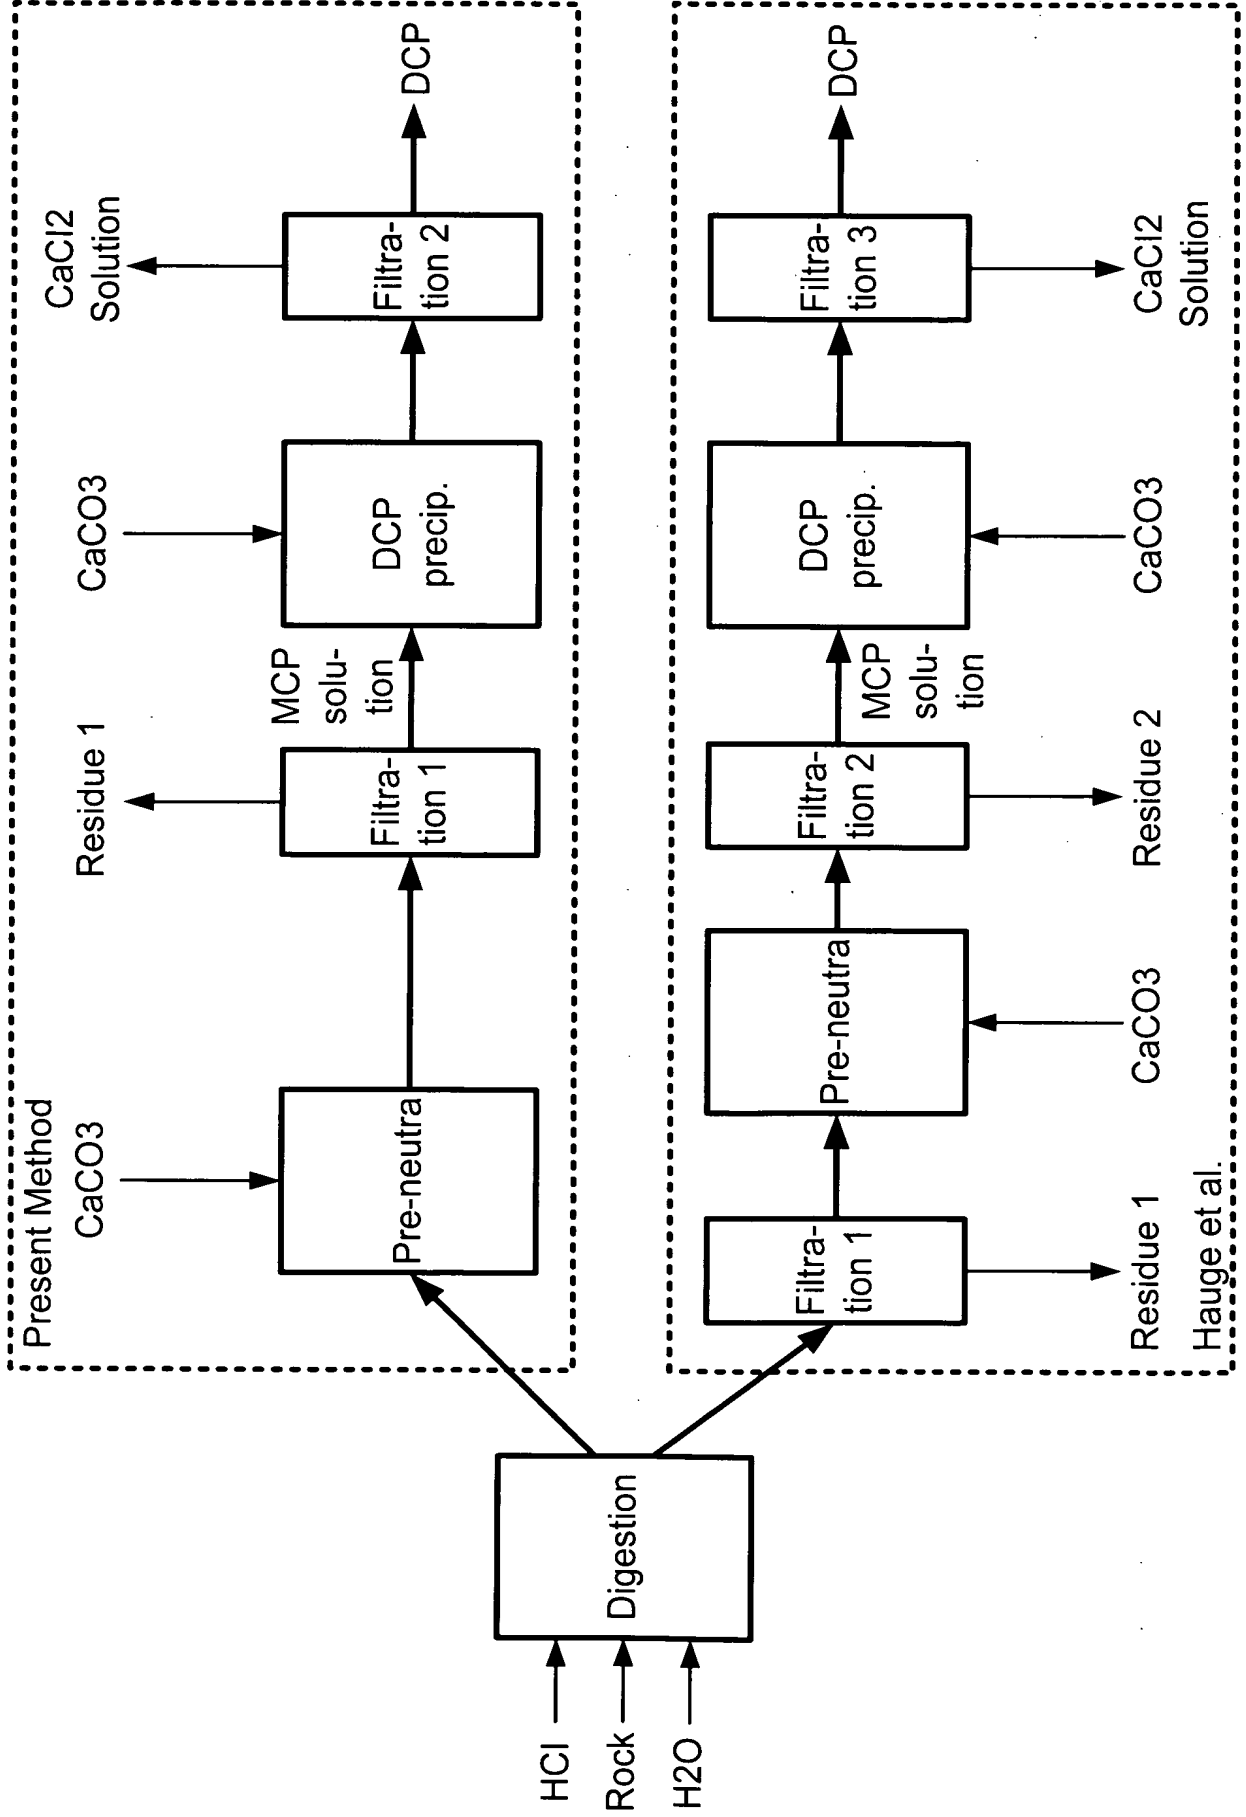 HCl
Rock
H2O
Digestion
Present Method
CaCO3
Pre-neutra
Residue 1
Filtra-
tion 1
MCP
solu-
tion
CaCO3
DCP
precip.
CaCl2
Solution
Filtra-
tion 2
DCP
Filtra-
tion 1
Residue 1
Hauge et al.
Pre-neutra
CaCO3
Filtra-
tion 2
Residue 2
MCP
solu-
tion
DCP
precip.
CaCO3
Filtra-
tion 3
CaCl2
Solution
DCP